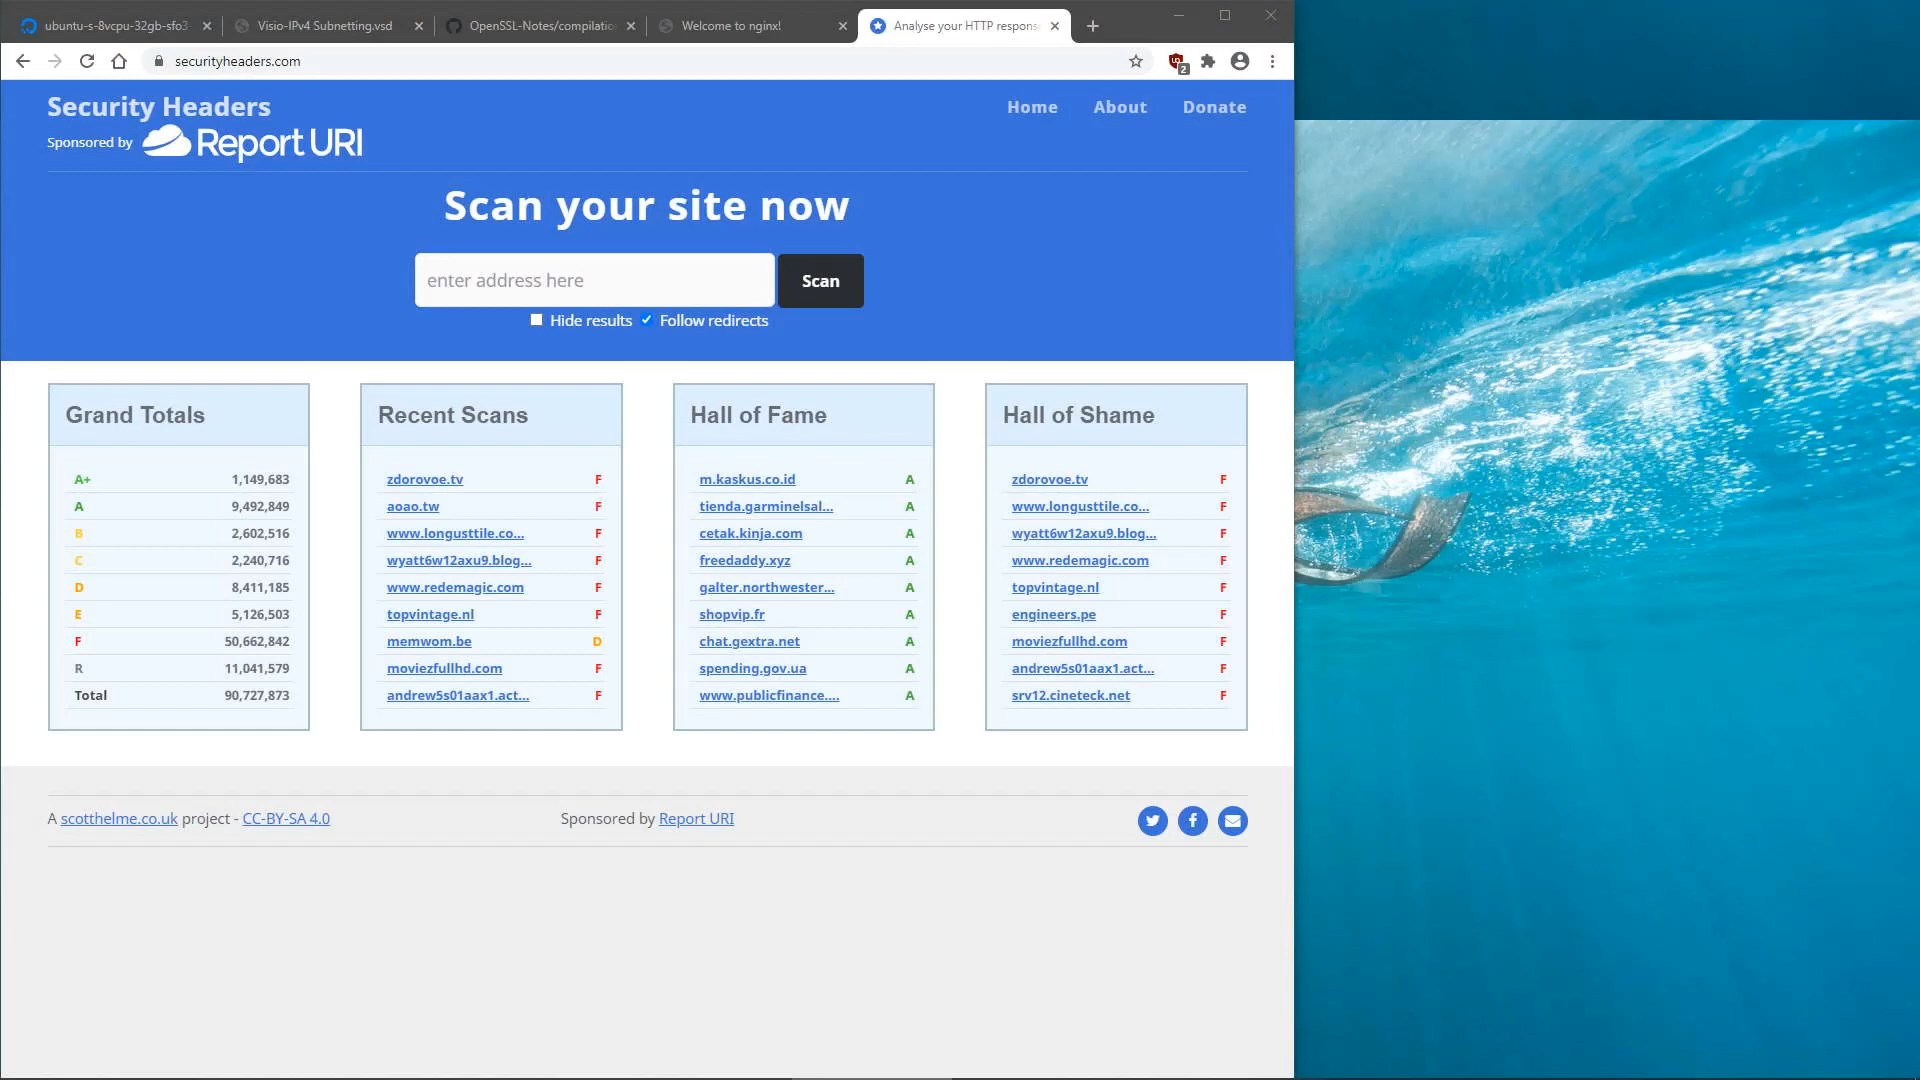 ubuntu-s-8vcpu-32gb-sfo3
Visio-IPv4 Subnetting.vsd
OpenSSL-Notes/compilatio
Welcome to nginx!
Analyse your HTTP respons
securityheaders.com
2
Security Headers
Home
About
Donate
Sponsored by Report URI
Scan your site now
enter address here
Scan
Hide results
Follow redirects
Grand Totals
A+ 1,149,683
A 9,492,849
B 2,602,516
C 2,240,716
D 8,411,185
E 5,126,503
F 50,662,842
R 11,041,579
Total 90,727,873
Recent Scans
zdorovoe.tv F
aoao.tw F
www.longusttile.co... F
wyatt6w12axu9.blog... F
www.redemagic.com F
topvintage.nl F
memwom.be D
moviezfullhd.com F
andrew5s01aax1.act... F
Hall of Fame
m.kaskus.co.id A
tienda.garminelsal... A
cetak.kinja.com A
freedaddy.xyz A
galter.northwester... A
shopvip.fr A
chat.gextra.net A
spending.gov.ua A
www.publicfinance.... A
Hall of Shame
zdorovoe.tv F
www.longusttile.co... F
wyatt6w12axu9.blog... F
www.redemagic.com F
topvintage.nl F
engineers.pe F
moviezfullhd.com F
andrew5s01aax1.act... F
srv12.cineteck.net F
A scotthelme.co.uk project - CC-BY-SA 4.0
Sponsored by Report URI